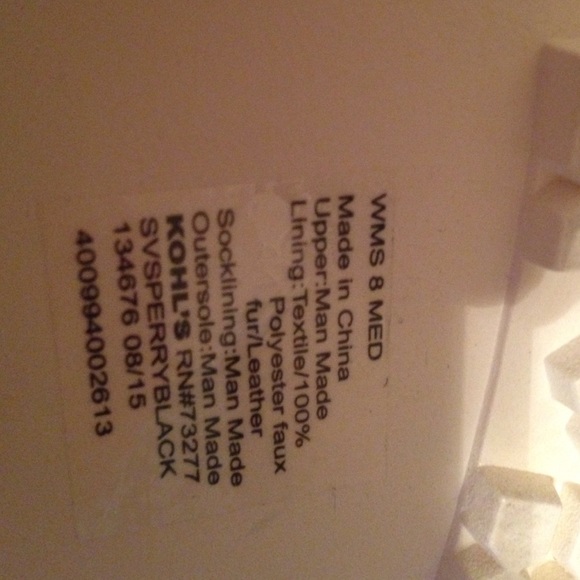 WMS 8 MED
Made in China
Upper:Man Made
Lining:Textile/100%
Polyester faux
fur/Leather
Socklining:Man Made
Outersole:Man Made
KOHL'S RN#73277
SVSPERRYBLACK
134676 08/15
400994002613